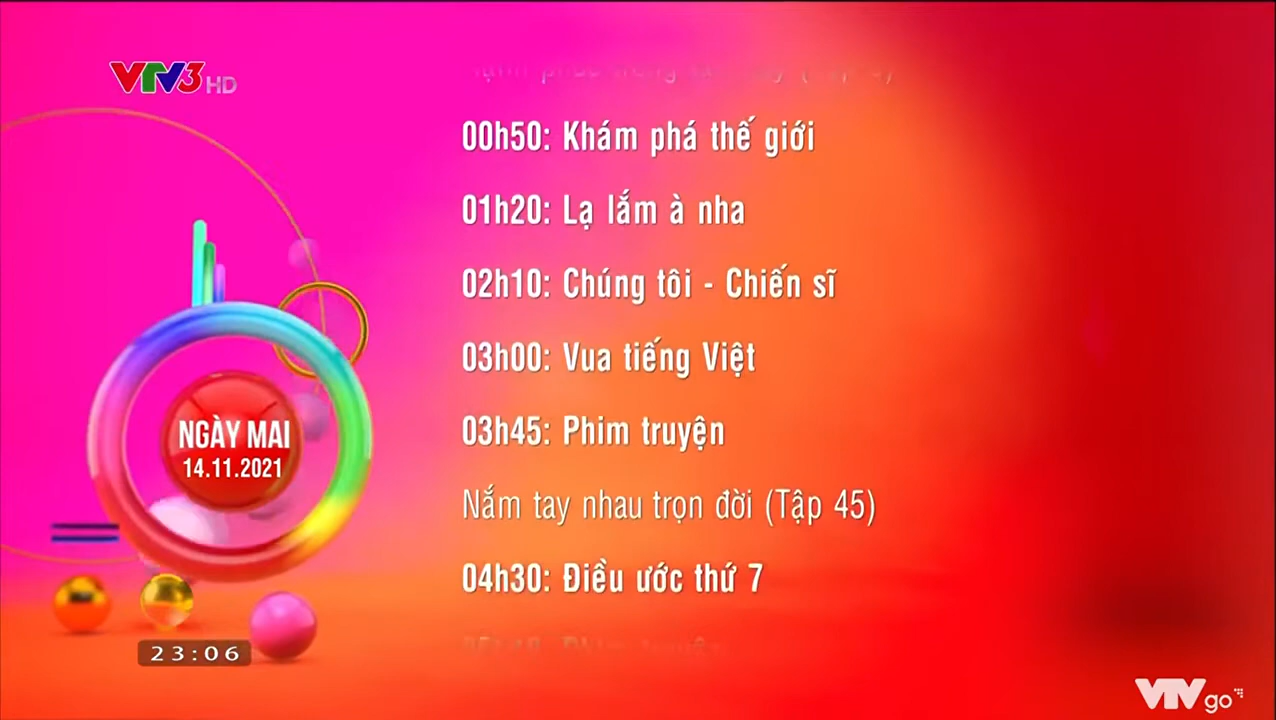 VTV3 HD
00h50: Khám phá thế giới
01h20: Lạ lắm à nha
02h10: Chúng tôi - Chiến sĩ
03h00: Vua tiếng Việt
03h45: Phim truyện
Nắm tay nhau trọn đời (Tập 45)
04h30: Điều ước thứ 7
NGÀY MAI
14.11.2021
23:06
VTV go